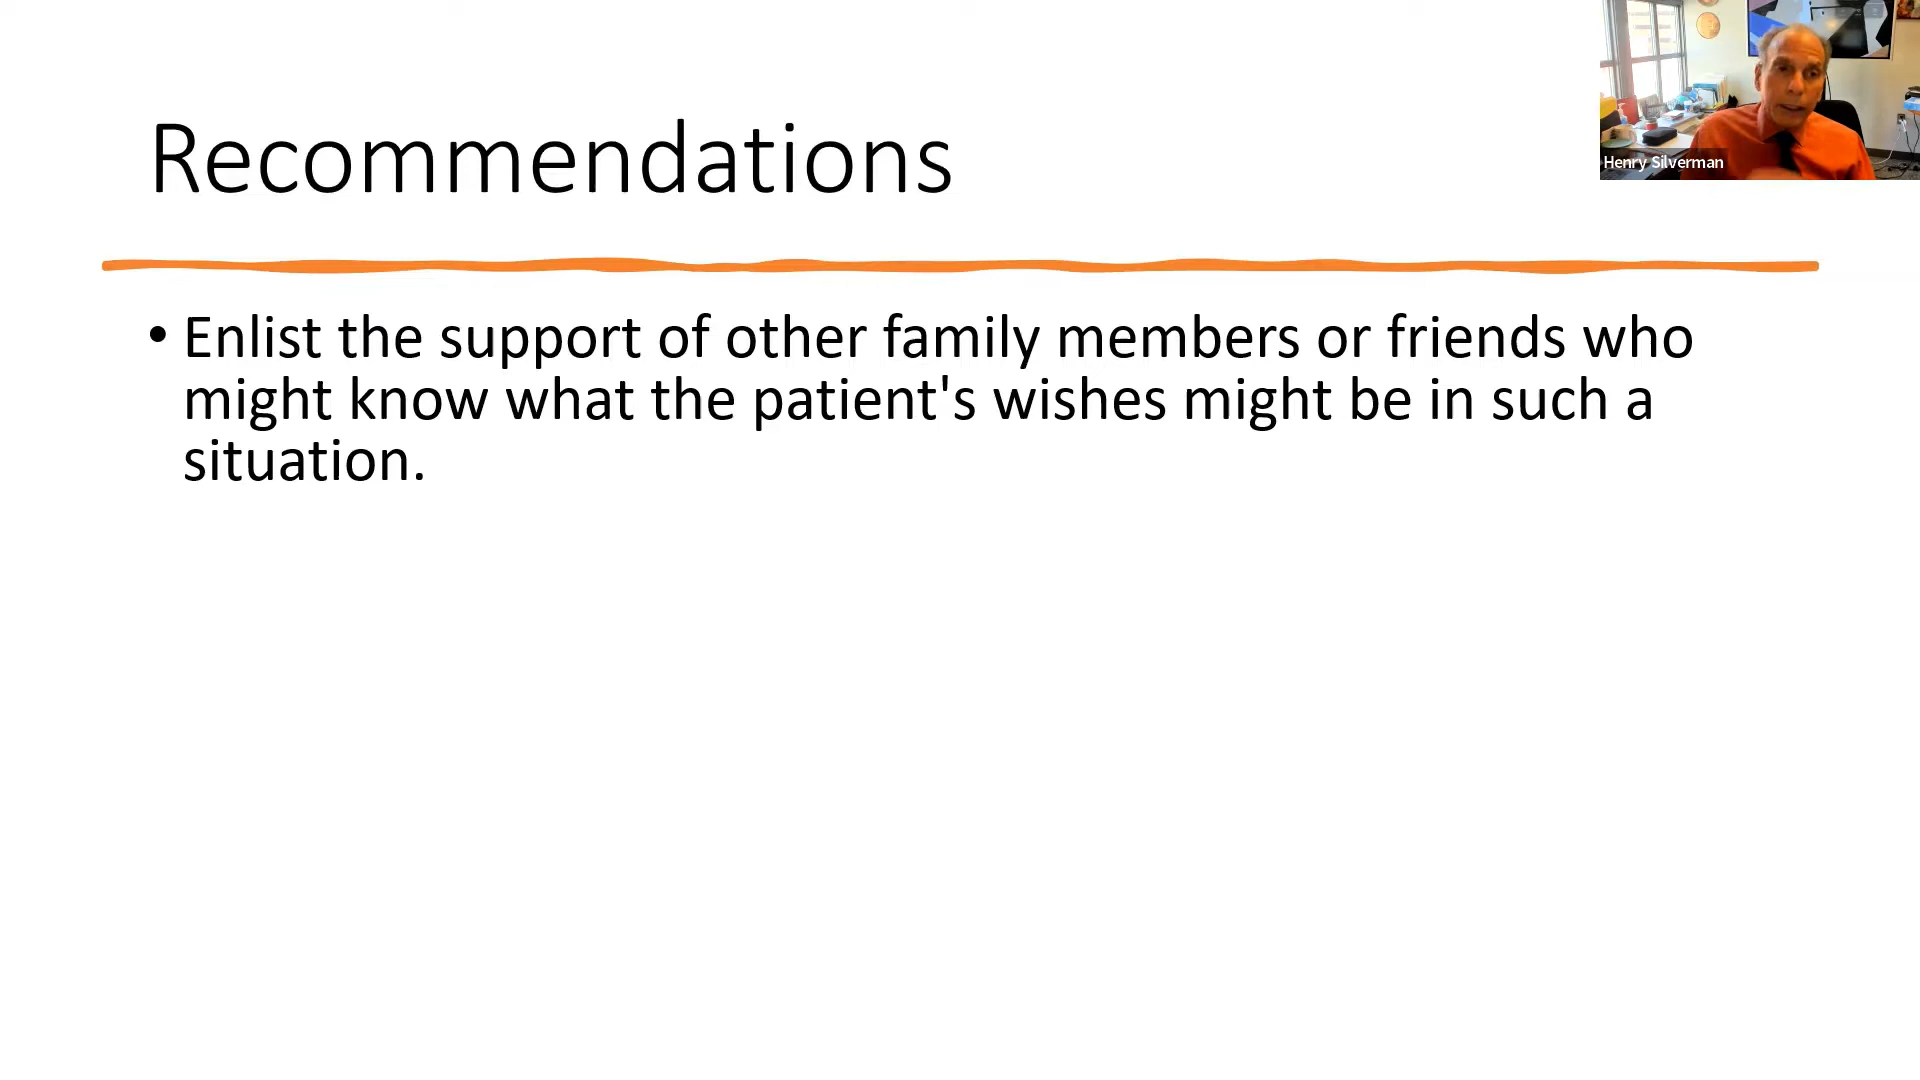 Recommendations
Henry Silverman
• Enlist the support of other family members or friends who
might know what the patient's wishes might be in such a
situation.